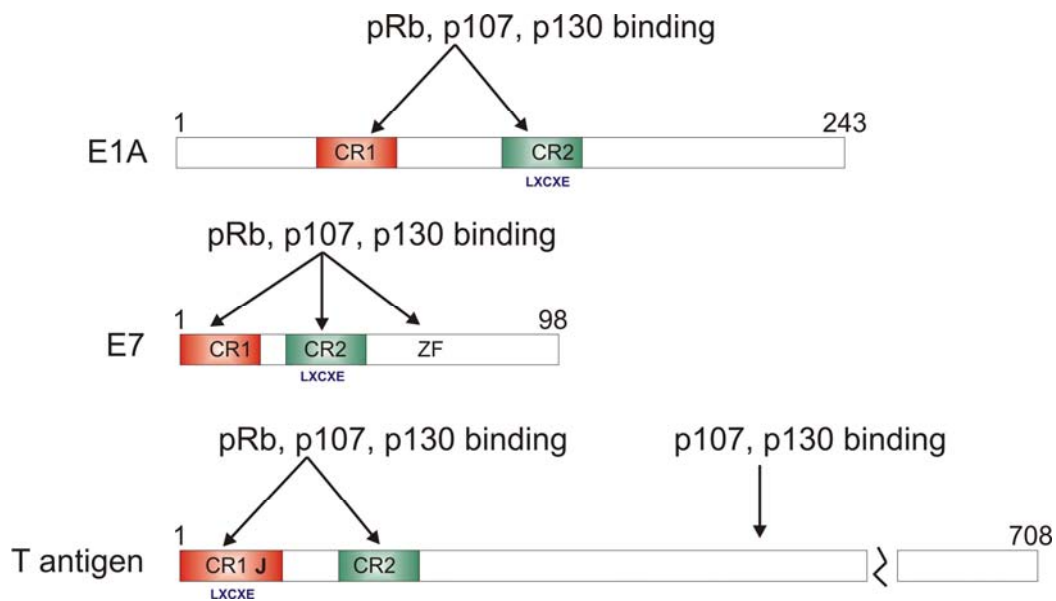 pRb, p107, p130 binding
1 243
E1A CR1 CR2
LXCXE
pRb, p107, p130 binding
1 98
E7 CR1 CR2 ZF
LXCXE
pRb, p107, p130 binding p107, p130 binding
1 708
T antigen CR1 J CR2
LXCXE